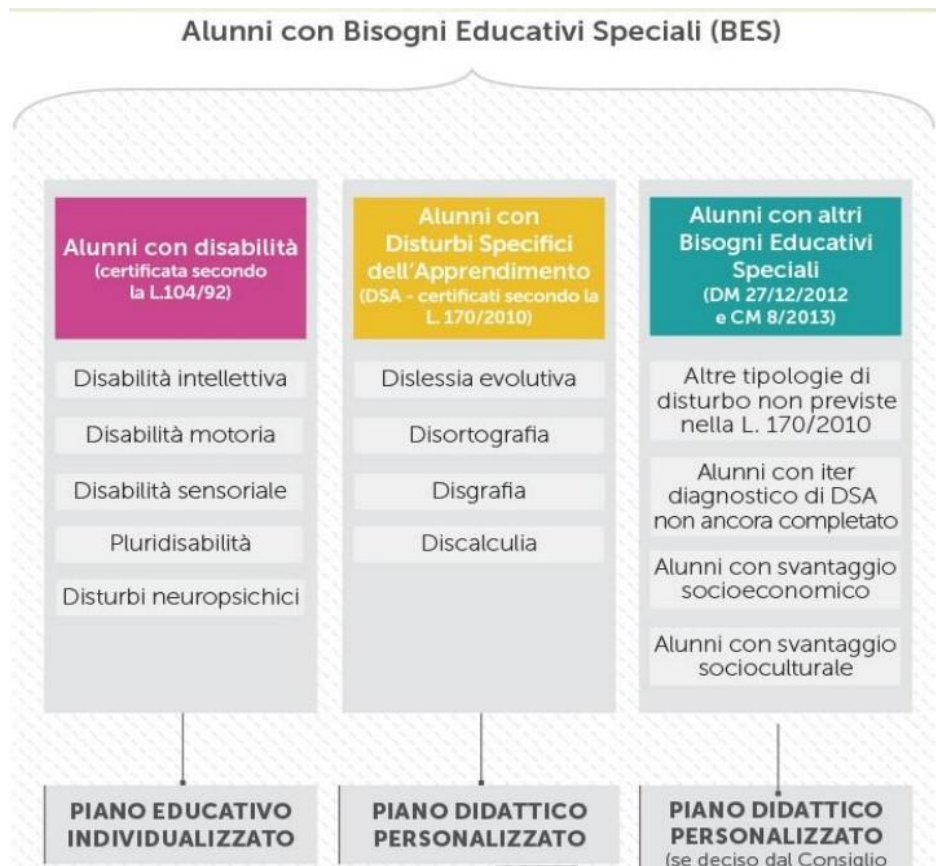 Alunni con Bisogni Educativi Speciali (BES)
Alunni con disabilità
(certificata secondo
la L.104/92)
Disabilità intellettiva
Disabilità motoria
Disabilità sensoriale
Pluridisabilità
Disturbi neuropsichici
PIANO EDUCATIVO
INDIVIDUALIZZATO
Alunni con
Disturbi Specifici
dell'Apprendimento
(DSA - certificati secondo la
L. 170/2010)
Dislessia evolutiva
Disortografia
Disgrafia
Discalculia
PIANO DIDATTICO
PERSONALIZZATO
Alunni con altri
Bisogni Educativi
Speciali
(DM 27/12/2012
e CM 8/2013)
Altre tipologie di
disturbo non previste
nella L. 170/2010
Alunni con iter
diagnostico di DSA
non ancora completato
Alunni con svantaggio
socioeconomico
Alunni con svantaggio
socioculturale
PIANO DIDATTICO
PERSONALIZZATO
(se deciso dal Consiglio